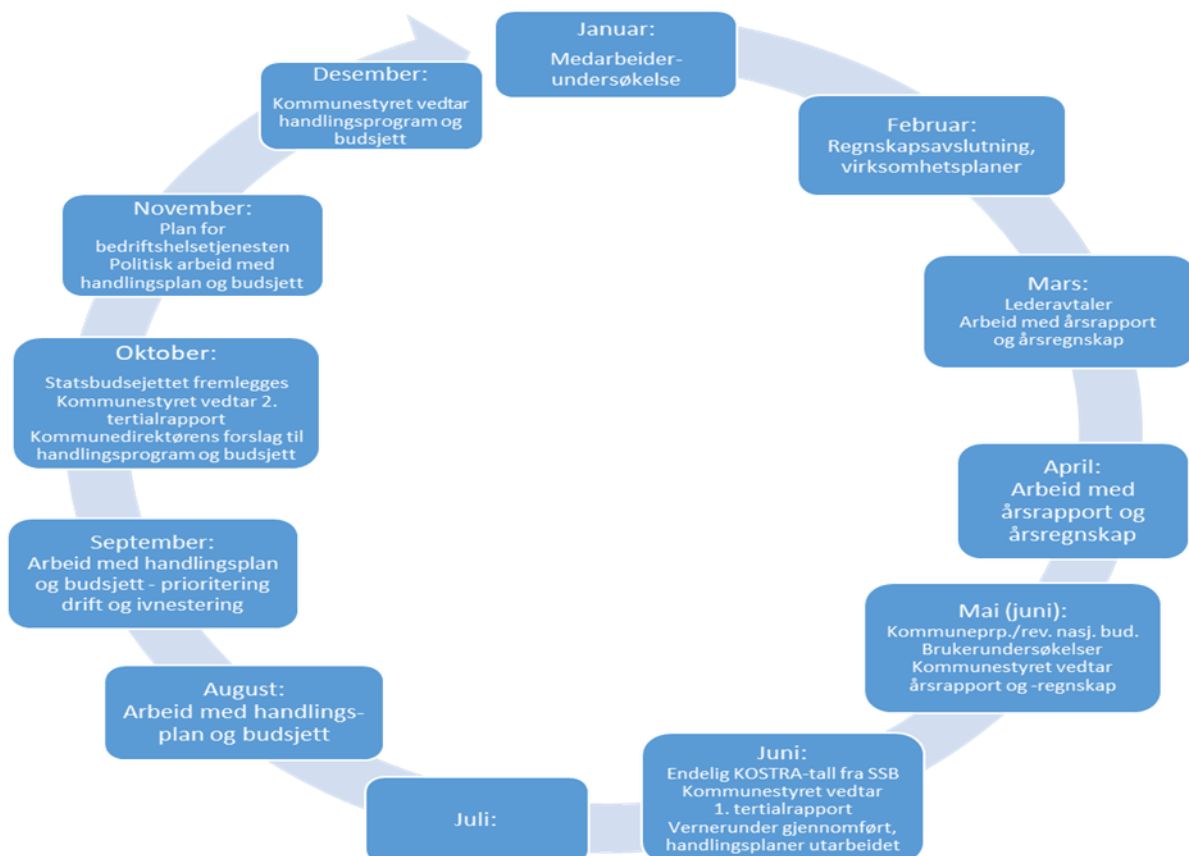 Januar:
Medarbeider-
undersøkelse
Februar:
Regnskapsavslutning,
virksomhetsplaner
Mars:
Lederavtaler
Arbeid med årsrapport
og årsregnskap
April:
Arbeid med
årsrapport og
årsregnskap
Mai (juni):
Kommuneprp./rev. nasj. bud.
Brukerundersøkelser
Kommunestyret vedtar
årsrapport og -regnskap
Juni:
Endelig KOSTRA-tall fra SSB
Kommunestyret vedtar
1. tertialrapport
Vernerunder gjennomført,
handlingsplaner utarbeidet
Juli:
August:
Arbeid med handlings-
plan og budsjett
September:
Arbeid med handlingsplan
og budsjett - prioritering
drift og ivnestering
Oktober:
Statsbudsejettet fremlegges
Kommunestyret vedtar 2.
tertialrapport
Kommunedirektørens forslag til
handlingsprogram og budsjett
November:
Plan for
bedriftshelsetjenesten
Politisk arbeid med
handlingsplan og budsjett
Desember:
Kommunestyret vedtar
handlingsprogram og
budsjett